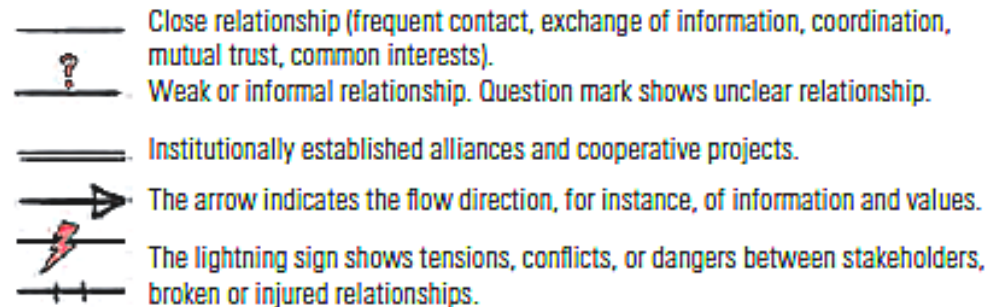 Close relationship (frequent contact, exchange of information, coordination,
mutual trust, common interests).
?
Weak or informal relationship. Question mark shows unclear relationship.
Institutionally established alliances and cooperative projects.
The arrow indicates the flow direction, for instance, of information and values.
The lightning sign shows tensions, conflicts, or dangers between stakeholders,
broken or injured relationships.